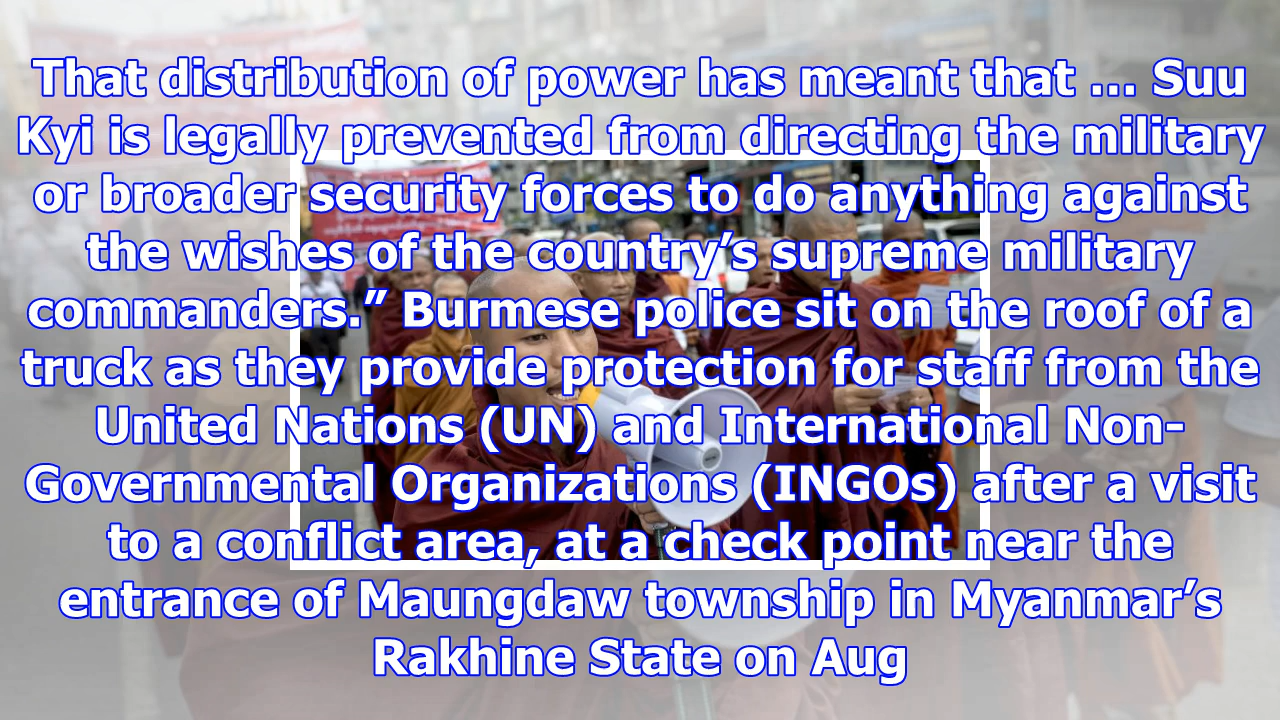 That distribution of power has meant that … Suu
Kyi is legally prevented from directing the military
or broader security forces to do anything against
the wishes of the country’s supreme military
commanders.” Burmese police sit on the roof of a
truck as they provide protection for staff from the
United Nations (UN) and International Non-
Governmental Organizations (INGOs) after a visit
to a conflict area, at a check point near the
entrance of Maungdaw township in Myanmar’s
Rakhine State on Aug